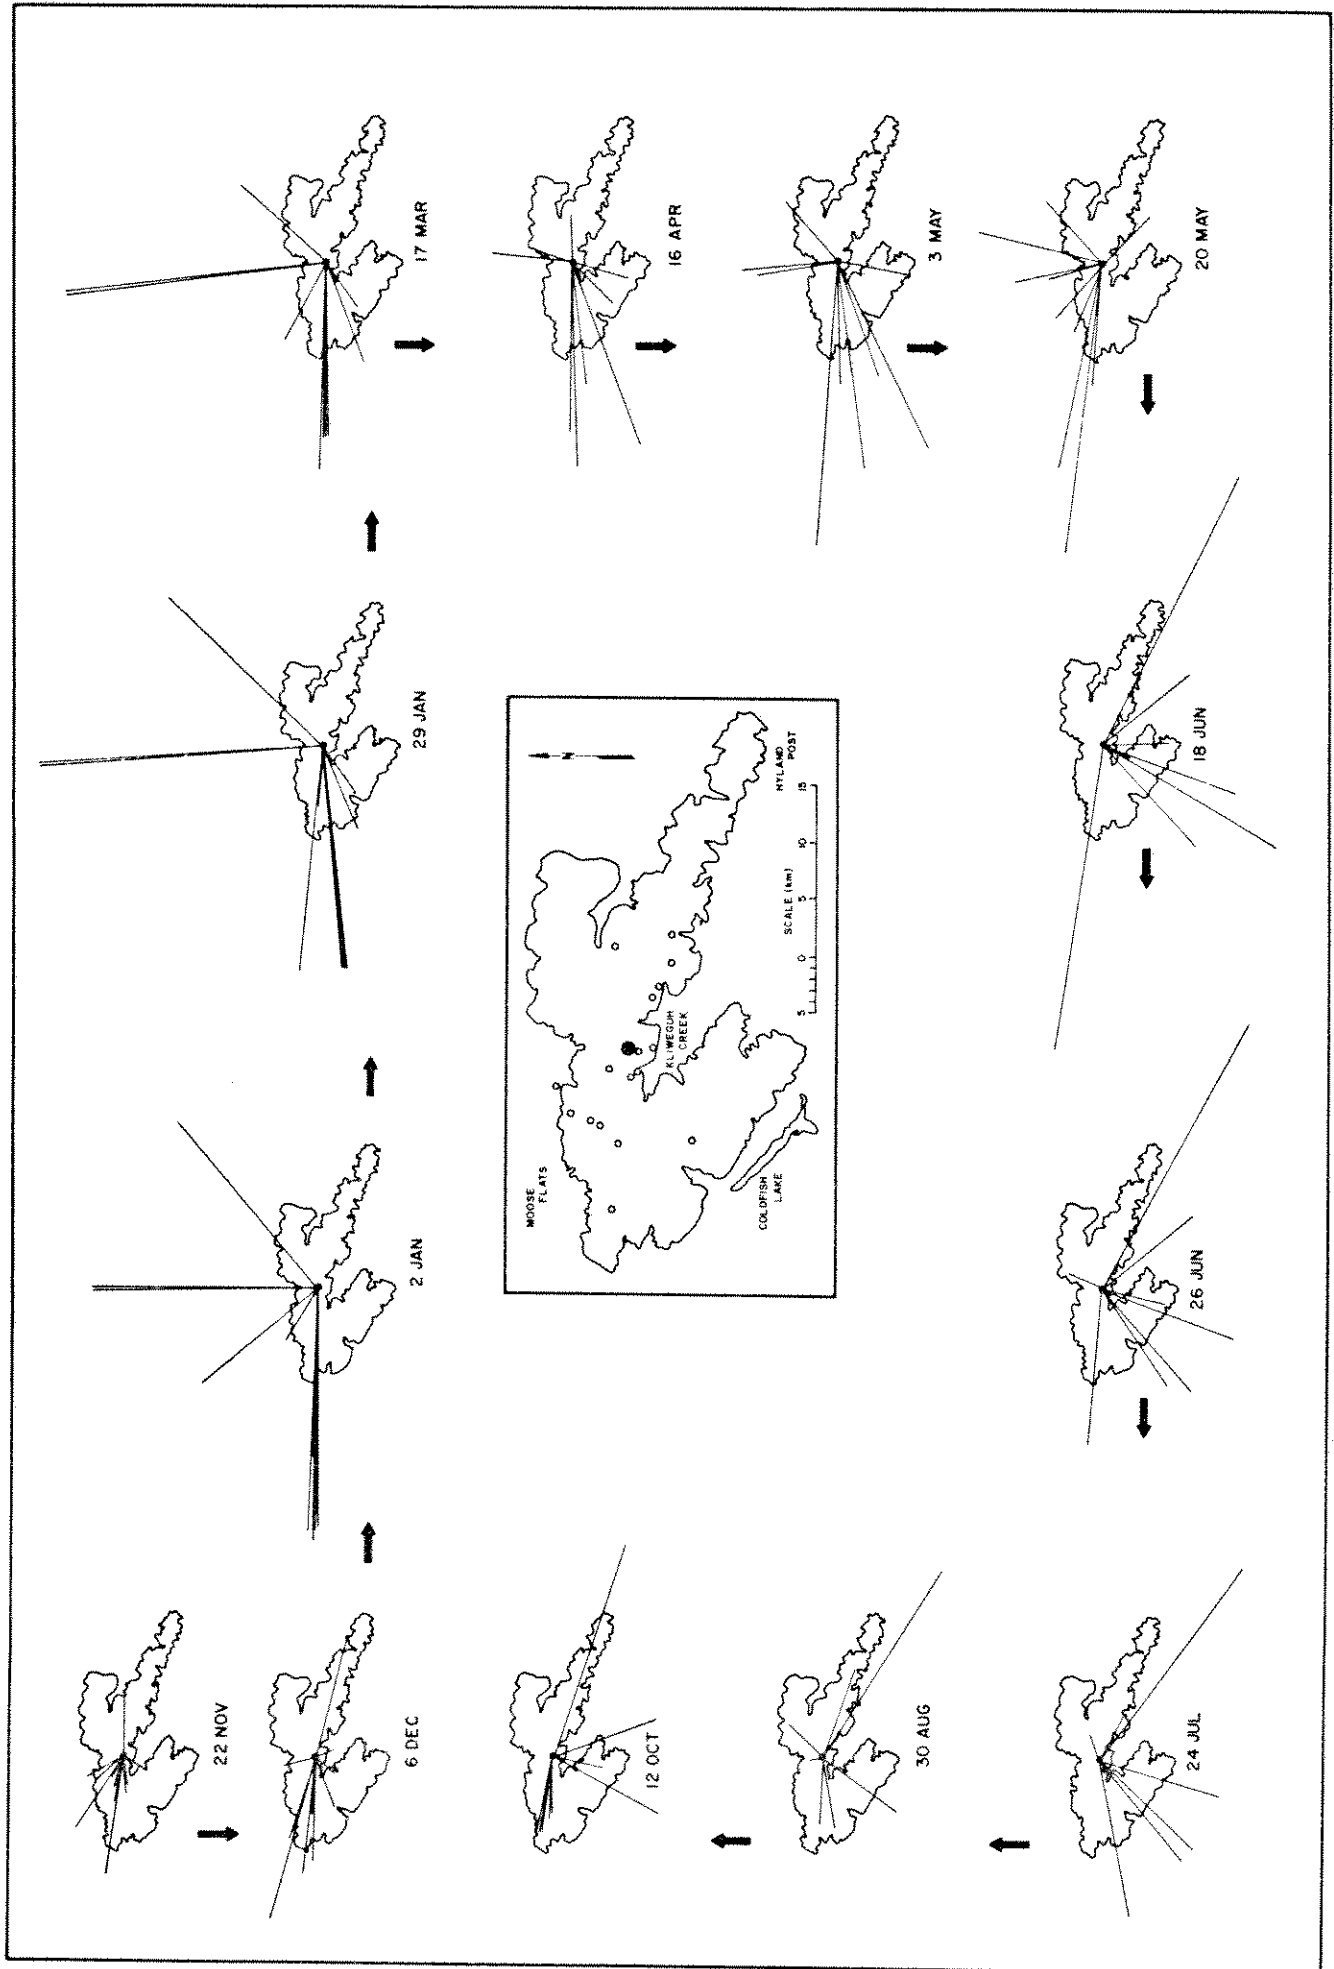 22 NOV
6 DEC
2 JAN
29 JAN
17 MAR
16 APR
3 MAY
20 MAY
18 JUN
26 JUN
24 JUL
30 AUG
12 OCT
MOOSE
FLATS
N
KLIWEGUH
CREEK
COLDFISH
LAKE
HYLAND
POST
SCALE (km)
5 0 5 10 15